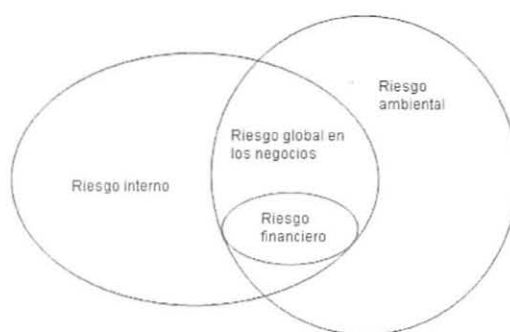 Riesgo
ambiental
Riesgo global en
los negocios
Riesgo interno
Riesgo
financiero